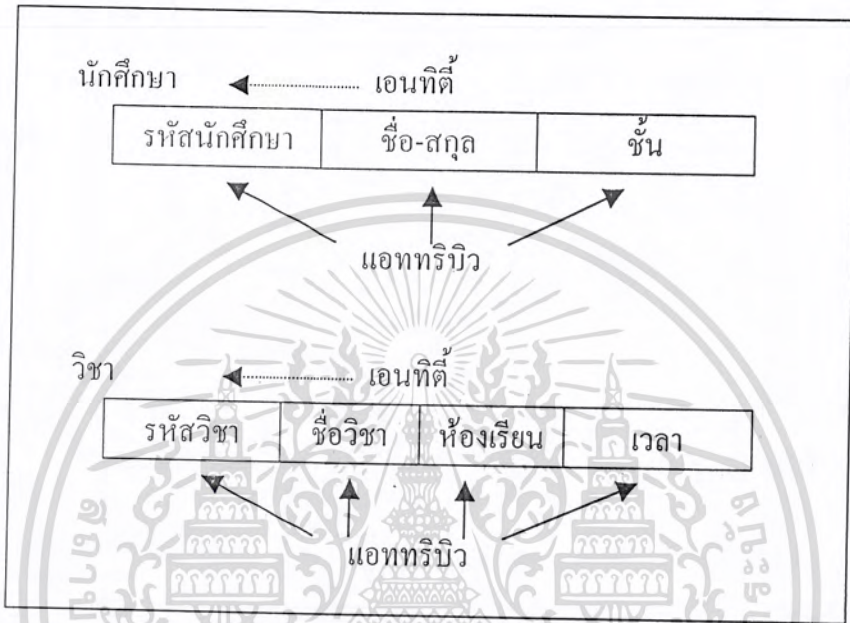 นักศึกษา เอนทิตี้
รหัสนักศึกษา ชื่อ-สกุล ชั้น
แอททริบิว
วิชา เอนทิตี้
รหัสวิชา ชื่อวิชา ห้องเรียน เวลา
แอททริบิว